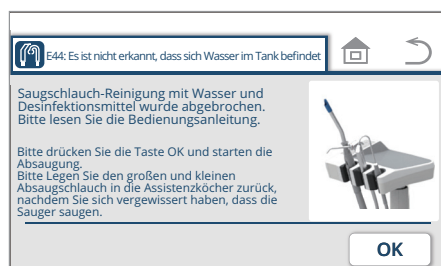 E44: Es ist nicht erkannt, dass sich Wasser im Tank befindet
Saugschlauch-Reinigung mit Wasser und
Desinfektionsmittel wurde abgebrochen.
Bitte lesen Sie die Bedienungsanleitung.
Bitte drücken Sie die Taste OK und starten die
Absaugung.
Bitte Legen Sie den großen und kleinen
Absaugschlauch in die Assistenzköcher zurück,
nachdem Sie sich vergewissert haben, dass die
Sauger saugen.
OK